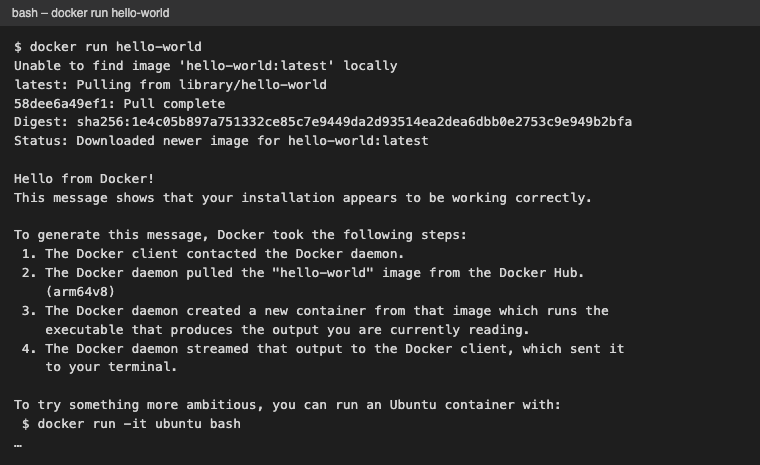 bash – docker run hello-world
$ docker run hello-world
Unable to find image 'hello-world:latest' locally
latest: Pulling from library/hello-world
58dee6a49ef1: Pull complete
Digest: sha256:1e4c05b897a751332ce85c7e9449da2d93514ea2dea6dbb0e2753c9e949b2bfa
Status: Downloaded newer image for hello-world:latest

Hello from Docker!
This message shows that your installation appears to be working correctly.

To generate this message, Docker took the following steps:
 1. The Docker client contacted the Docker daemon.
 2. The Docker daemon pulled the "hello-world" image from the Docker Hub.
    (arm64v8)
 3. The Docker daemon created a new container from that image which runs the
    executable that produces the output you are currently reading.
 4. The Docker daemon streamed that output to the Docker client, which sent it
    to your terminal.

To try something more ambitious, you can run an Ubuntu container with:
 $ docker run -it ubuntu bash
…